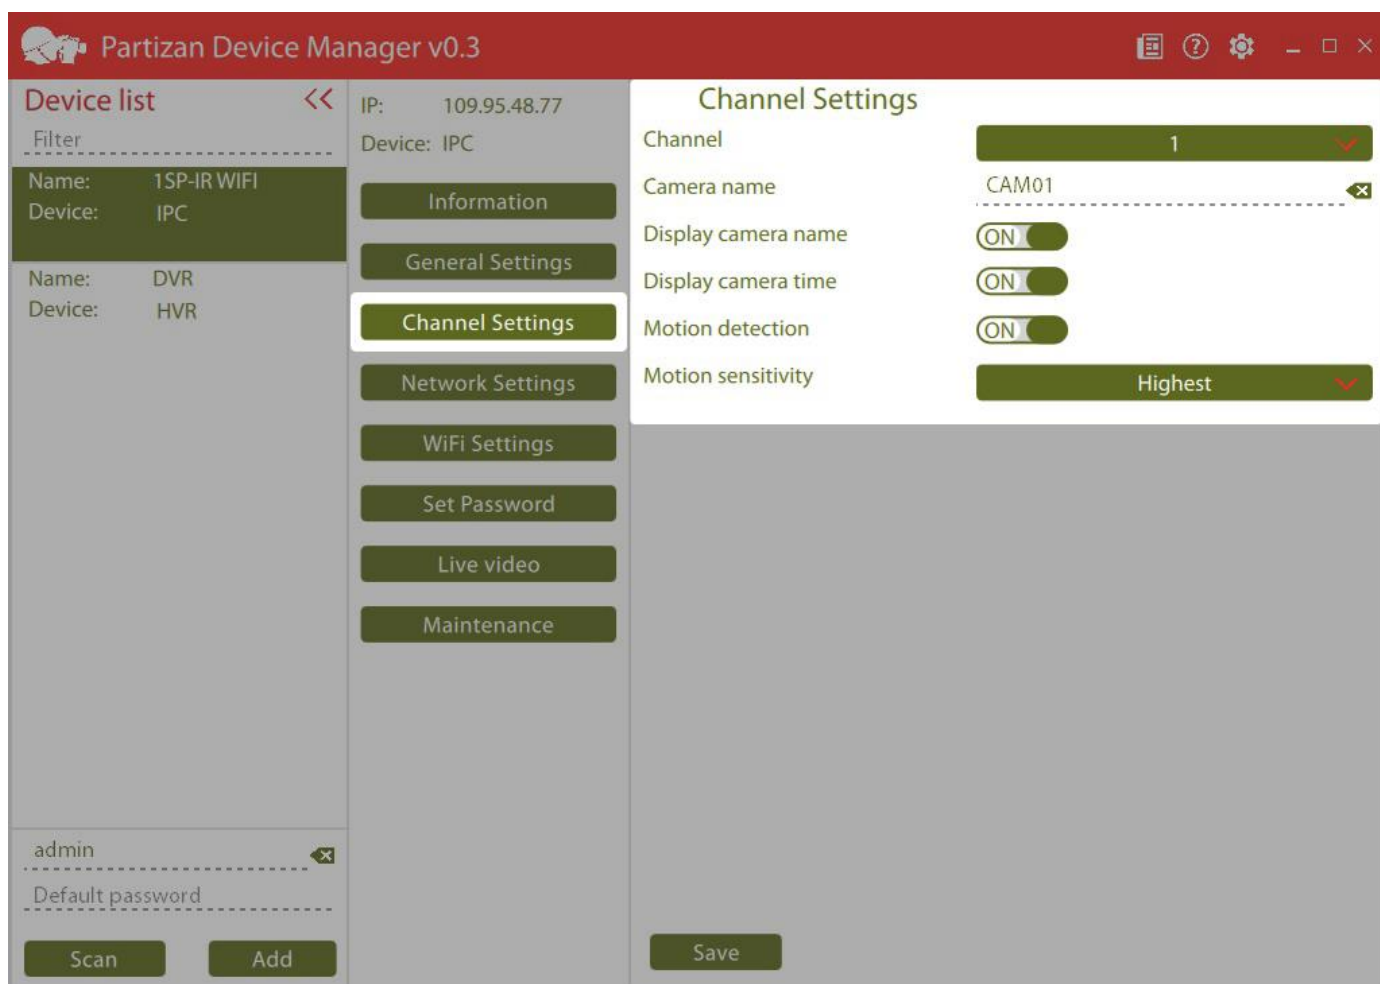 Partizan Device Manager v0.3
Device list <<
Filter
Name: 1SP-IR WIFI
Device: IPC
Name: DVR
Device: HVR
admin
Default password
Scan Add
IP: 109.95.48.77
Device: IPC
Information
General Settings
Channel Settings
Network Settings
WiFi Settings
Set Password
Live video
Maintenance
Channel Settings
Channel 1
Camera name CAM01
Display camera name ON
Display camera time ON
Motion detection ON
Motion sensitivity Highest
Save